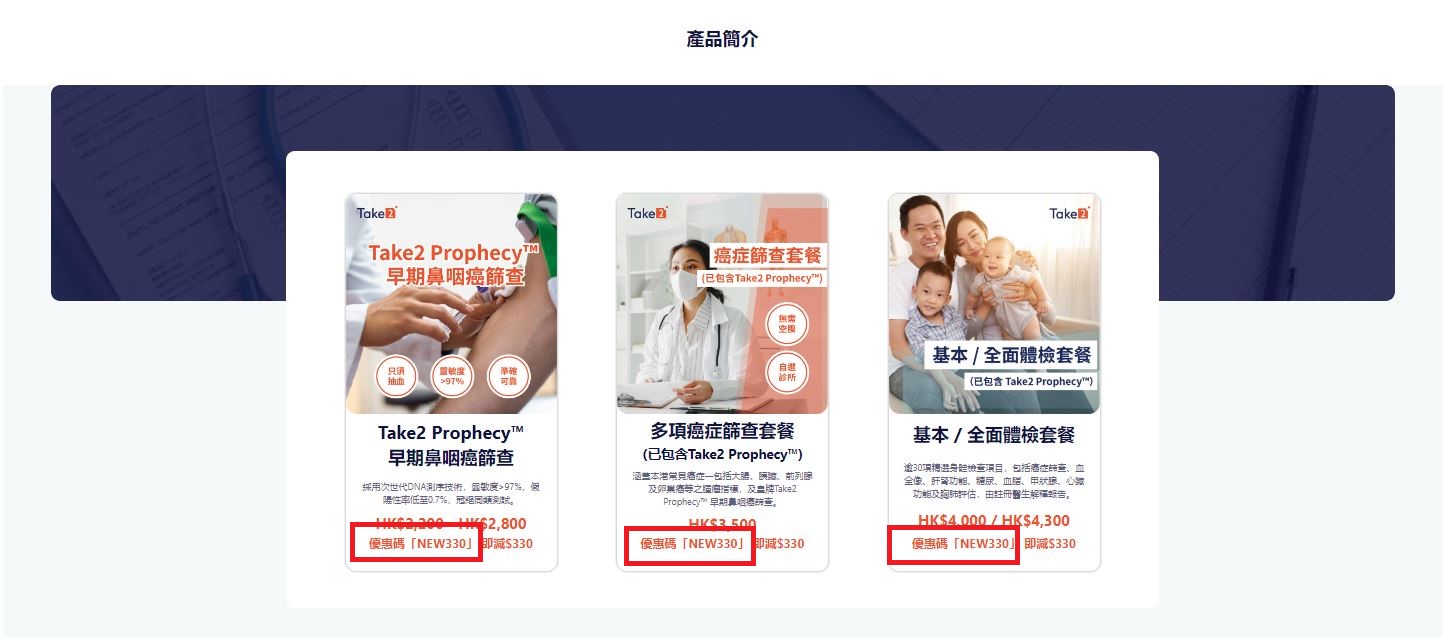 產品簡介
Take2
Take2 Prophecy™
早期鼻咽癌篩查
只須
抽血
靈敏度
>97%
準確
可靠
Take2 Prophecy™
早期鼻咽癌篩查
採用次世代DNA測序技術，靈敏度>97%，假
陽性率低至0.7%，冠絕同類測試。
HK$2,200 - HK$2,800
優惠碼「NEW330」即減$330
Take2
癌症篩查套餐
(已包含Take2 Prophecy™)
無需
空腹
自選
診所
多項癌症篩查套餐
(已包含Take2 Prophecy™)
涵蓋本港常見癌症—包括大腸、胰臟、前列腺
及卵巢癌等之腫瘤指標，及皇牌Take2
Prophecy™ 早期鼻咽癌篩查。
HK$3,500
優惠碼「NEW330」即減$330
Take2
基本 / 全面體檢套餐
(已包含 Take2 Prophecy™)
基本 / 全面體檢套餐
逾30項精選身體檢查項目，包括癌症篩查、血
全像、肝腎功能、糖尿、血脂、甲狀腺、心臟
功能及胸肺評估，由註冊醫生解釋報告。
HK$4,000 / HK$4,300
優惠碼「NEW330」即減$330